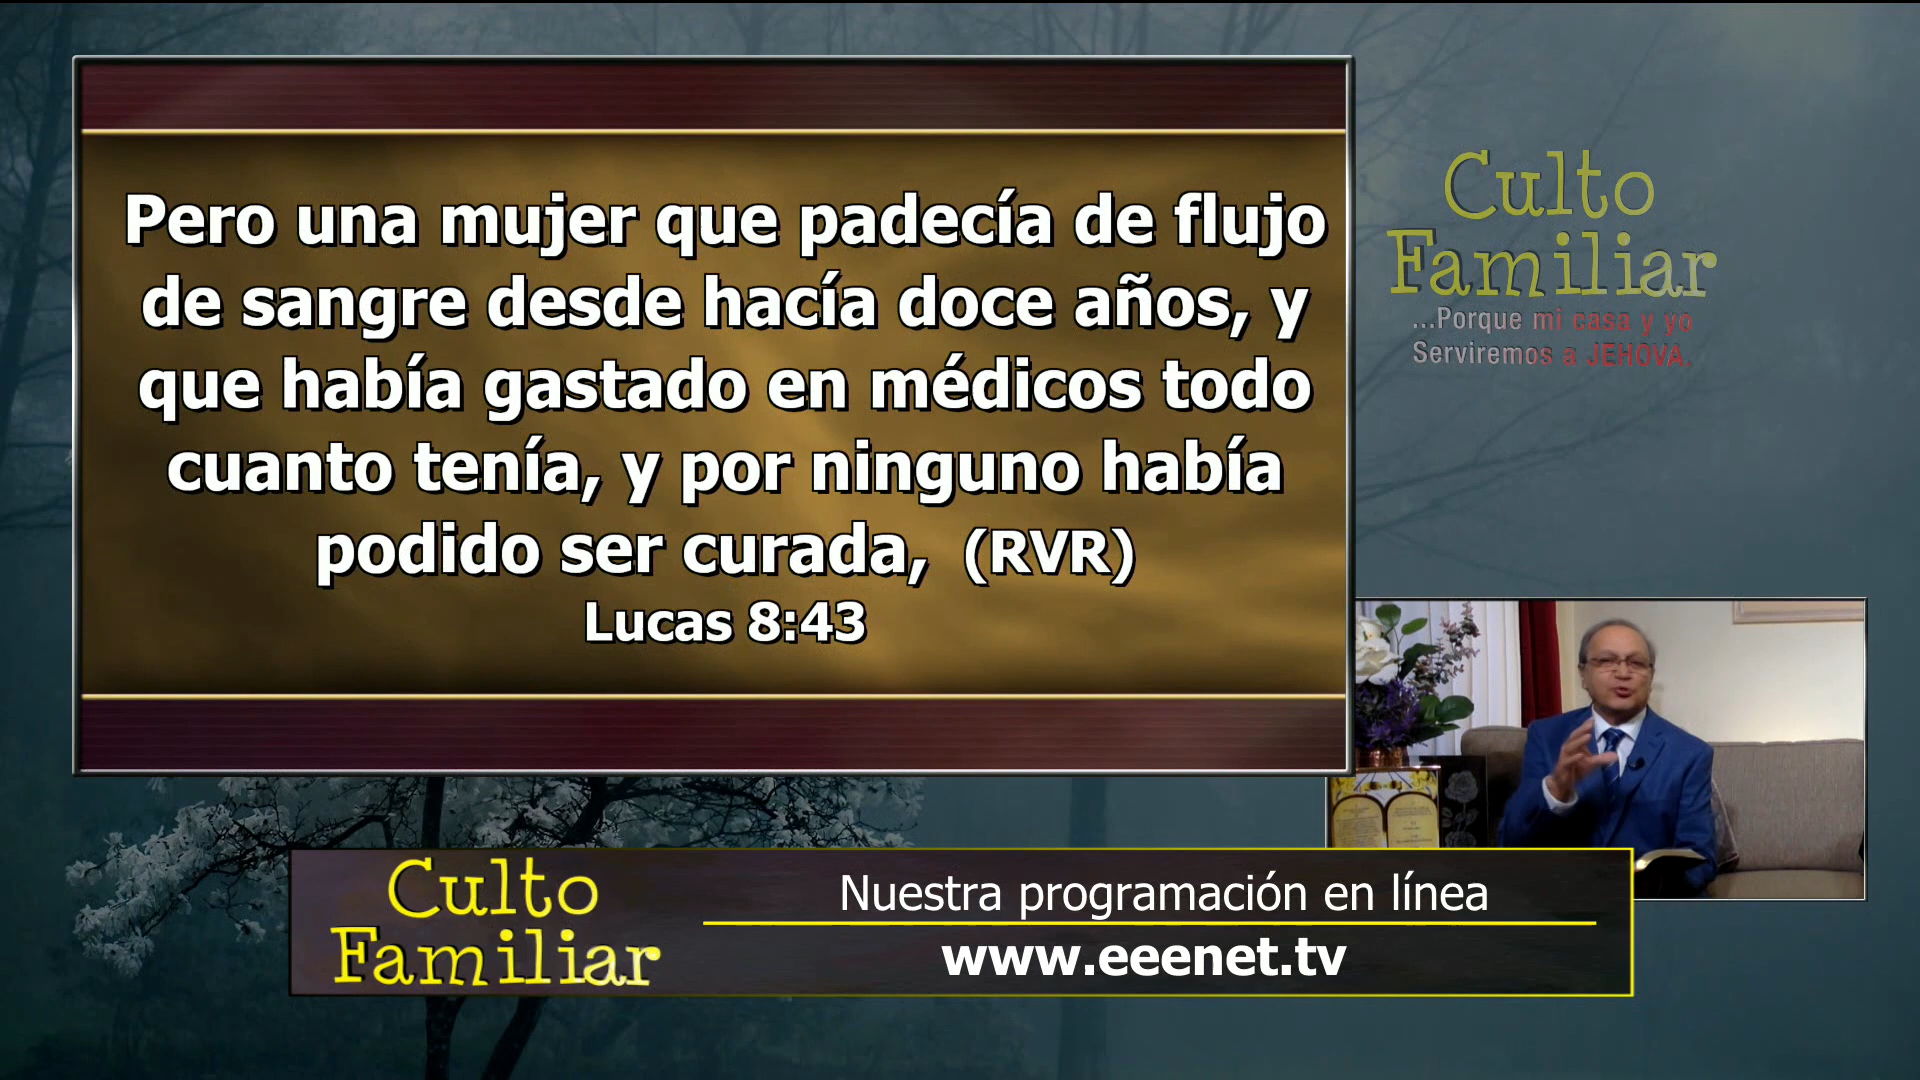 Pero una mujer que padecía de flujo
de sangre desde hacía doce años, y
que había gastado en médicos todo
cuanto tenía, y por ninguno había
podido ser curada,  (RVR)
Lucas 8:43
Culto
Familiar
...Porque mi casa y yo
Serviremos a JEHOVA.
Culto
Familiar
Nuestra programación en línea
www.eeenet.tv